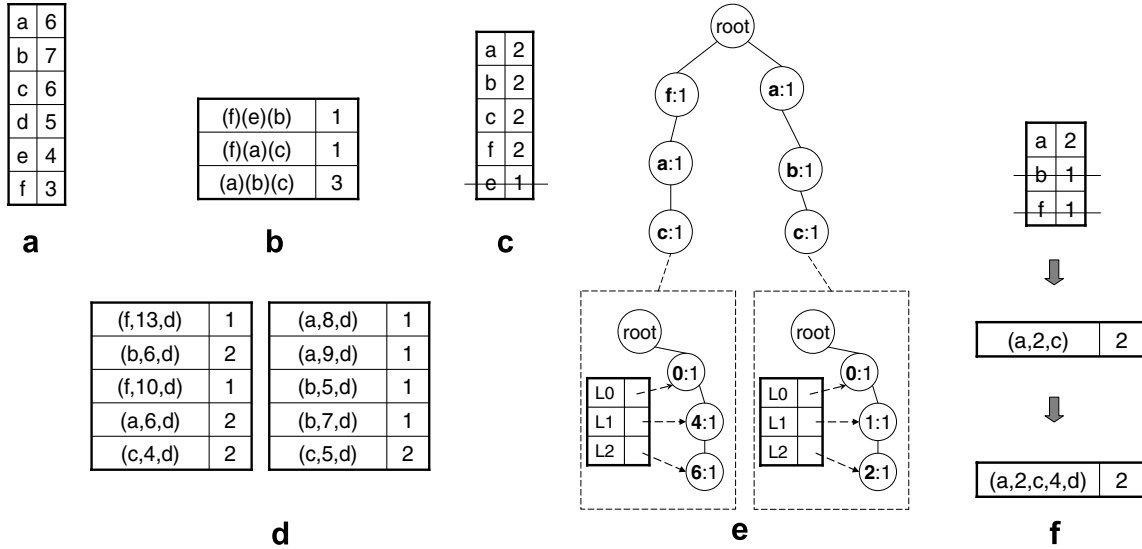 a 6
b 7
c 6
d 5
e 4
f 3
a
(f)(e)(b) 1
(f)(a)(c) 1
(a)(b)(c) 3
b
a 2
b 2
c 2
f 2
e 1
c
(f,13,d) 1
(b,6,d) 2
(f,10,d) 1
(a,6,d) 2
(c,4,d) 2
(a,8,d) 1
(a,9,d) 1
(b,5,d) 1
(b,7,d) 1
(c,5,d) 2
d
root
f:1
a:1
a:1
b:1
c:1
c:1
root
0:1
L0
L1
L2
4:1
6:1
root
0:1
L0
L1
L2
1:1
2:1
e
a 2
b 1
f 1
(a,2,c) 2
(a,2,c,4,d) 2
f